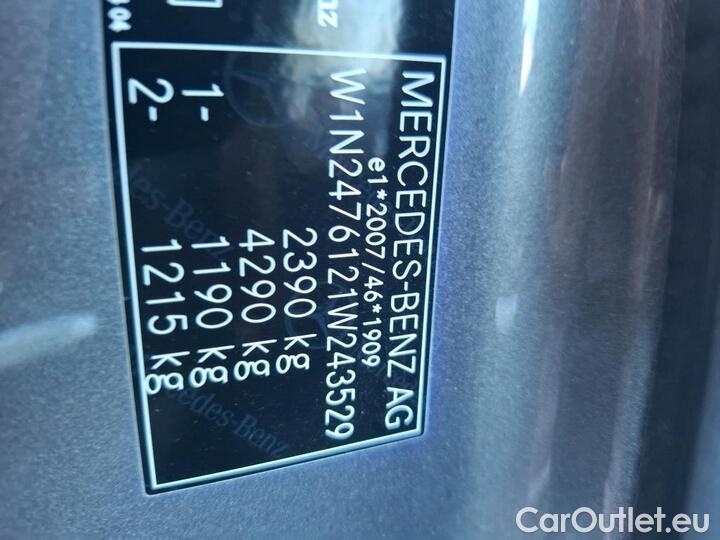 MERCEDES-BENZ AG
e1*2007/46*1909
W1N2476121W243529
2390 kg
4290 kg
1- 1190 kg
2- 1215 kg
CarOutlet.eu